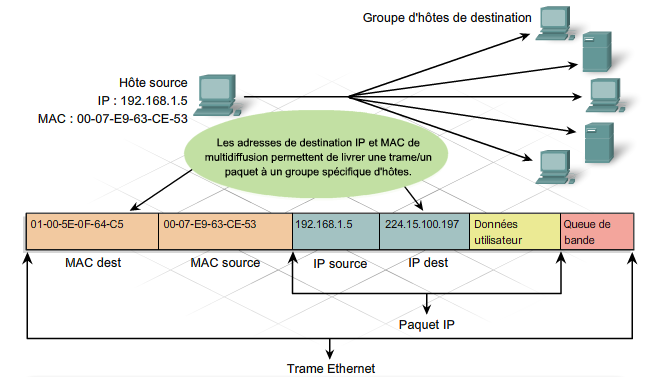 Groupe d'hôtes de destination
Hôte source
IP : 192.168.1.5
MAC : 00-07-E9-63-CE-53
Les adresses de destination IP et MAC de
multidiffusion permettent de livrer une trame/un
paquet à un groupe spécifique d'hôtes.
01-00-5E-0F-64-C5
00-07-E9-63-CE-53
192.168.1.5
224.15.100.197
Données
utilisateur
Queue de
bande
MAC dest
MAC source
IP source
IP dest
Paquet IP
Trame Ethernet